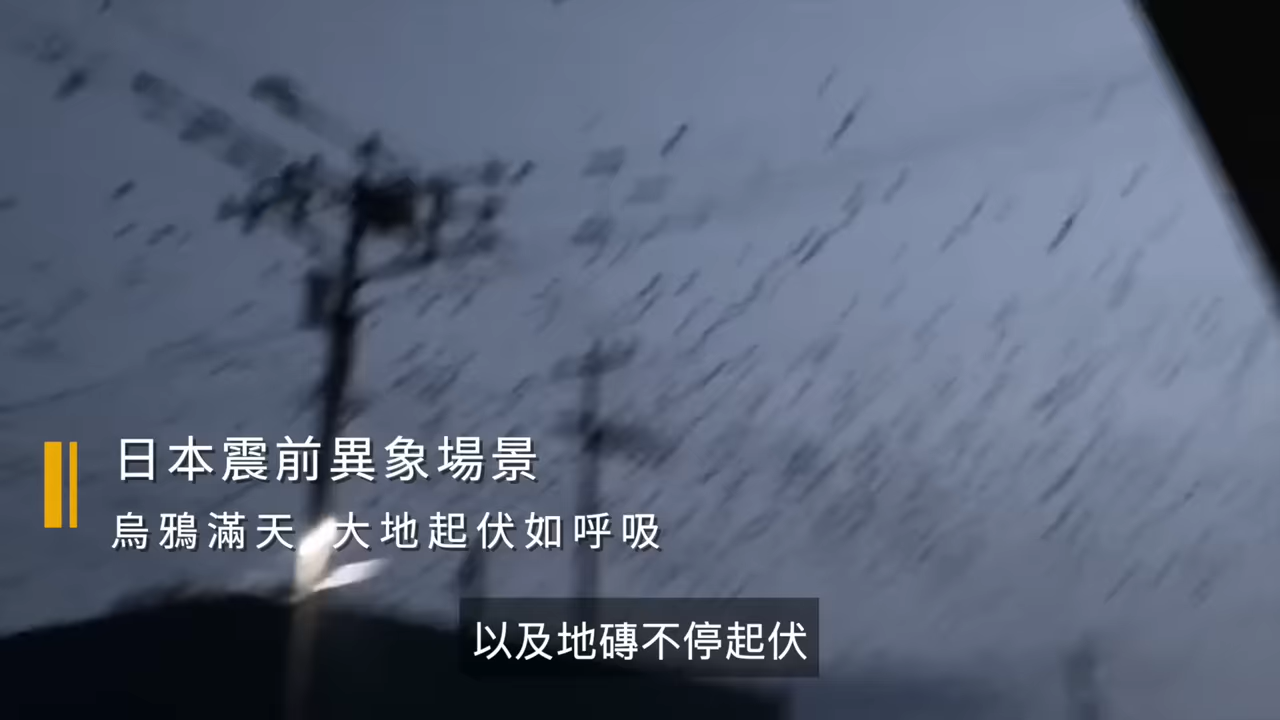 日本震前異象場景
烏鴉滿天 大地起伏如呼吸
以及地磚不停起伏